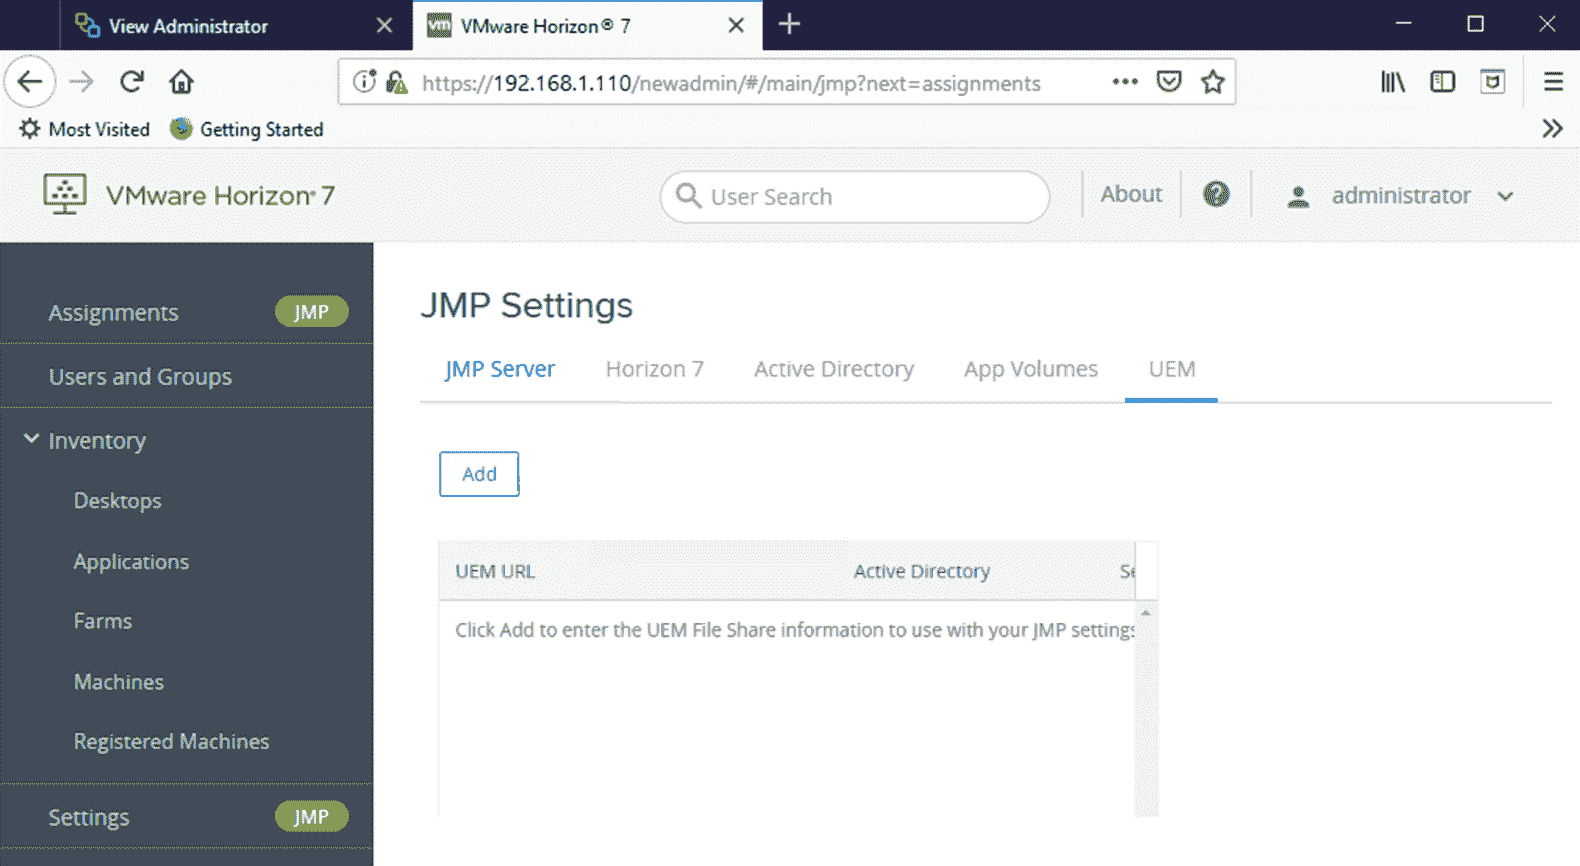 View Administrator
vm VMware Horizon® 7
https://192.168.1.110/newadmin/#/main/jmp?next=assignments
Most Visited Getting Started
VMware Horizon® 7
User Search
About
administrator
Assignments JMP
Users and Groups
Inventory
Desktops
Applications
Farms
Machines
Registered Machines
Settings JMP
JMP Settings
JMP Server Horizon 7 Active Directory App Volumes UEM
Add
UEM URL Active Directory Se
Click Add to enter the UEM File Share information to use with your JMP settings